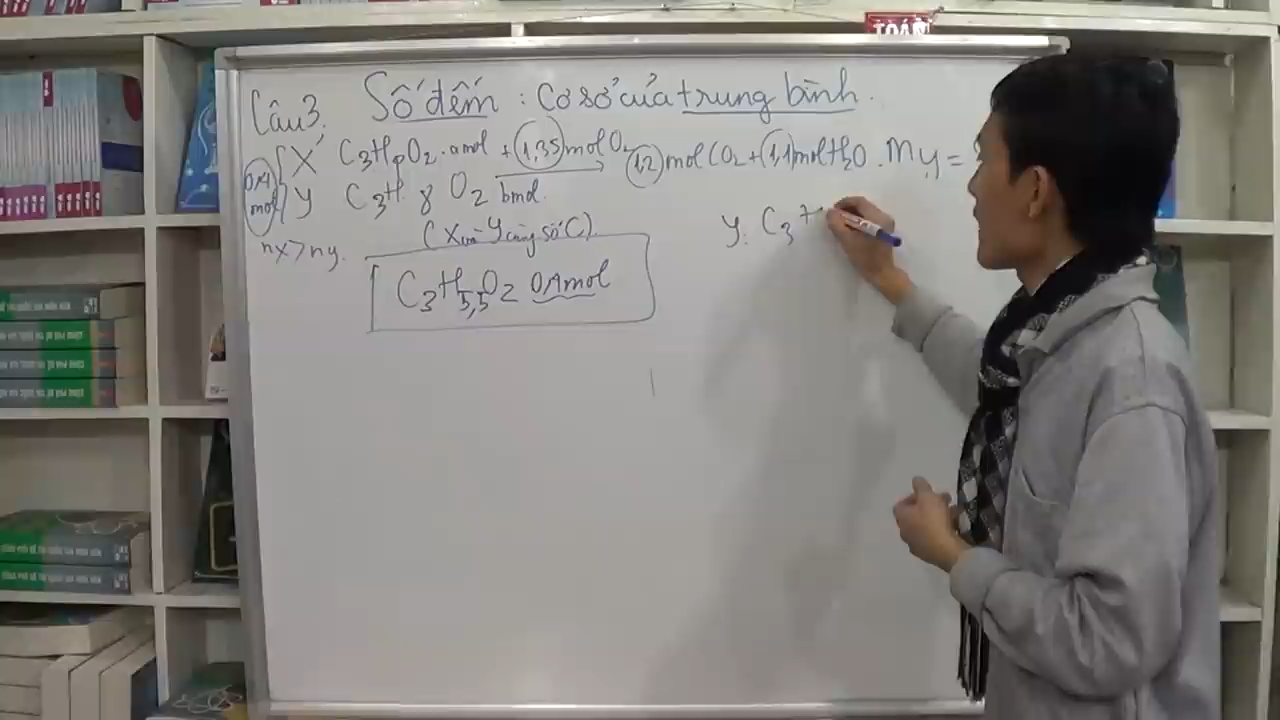 TOÁN
Số đếm : Cơ sở của trung bình.
Câu 3.
0,4 mol { X C3HpO2 . a mol + (1,35) mol O2 → (1,2) mol CO2 + (1,1) mol H2O . My =
Y C3H8O2 b mol.
(X và Y cùng số C)
nx > ny.
Y: C3H
C3H5,5O2 0,4mol